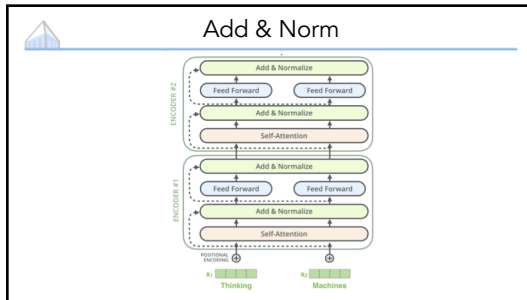 Add & Norm
ENCODER #2
Add & Normalize
Feed Forward Feed Forward
Add & Normalize
Self-Attention
ENCODER #1
Add & Normalize
Feed Forward Feed Forward
Add & Normalize
Self-Attention
POSITIONAL
ENCODING
x₁ x₂
Thinking Machines